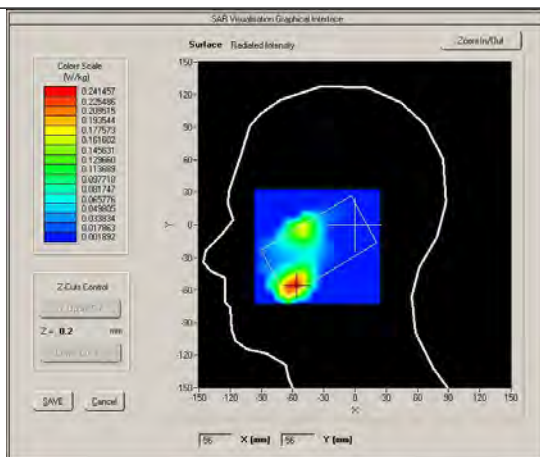 SAR Visualisation Graphical Interface
Surface Radiated Intensity
Zoom In/Out
Colors Scale
(W/kg)
0.241457
0.225486
0.209515
0.193544
0.177573
0.161602
0.145631
0.129660
0.113689
0.097718
0.081747
0.065776
0.049805
0.033834
0.017863
0.001892
150
120
90
60
30
0
-30
-60
-90
-120
-150
Y
-150 -120 -90 -60 -30 0 30 60 90 120 150
X
Z-Cuts Control
Z = 0.2 mm
SAVE Cancel
56 X (mm) 56 Y (mm)